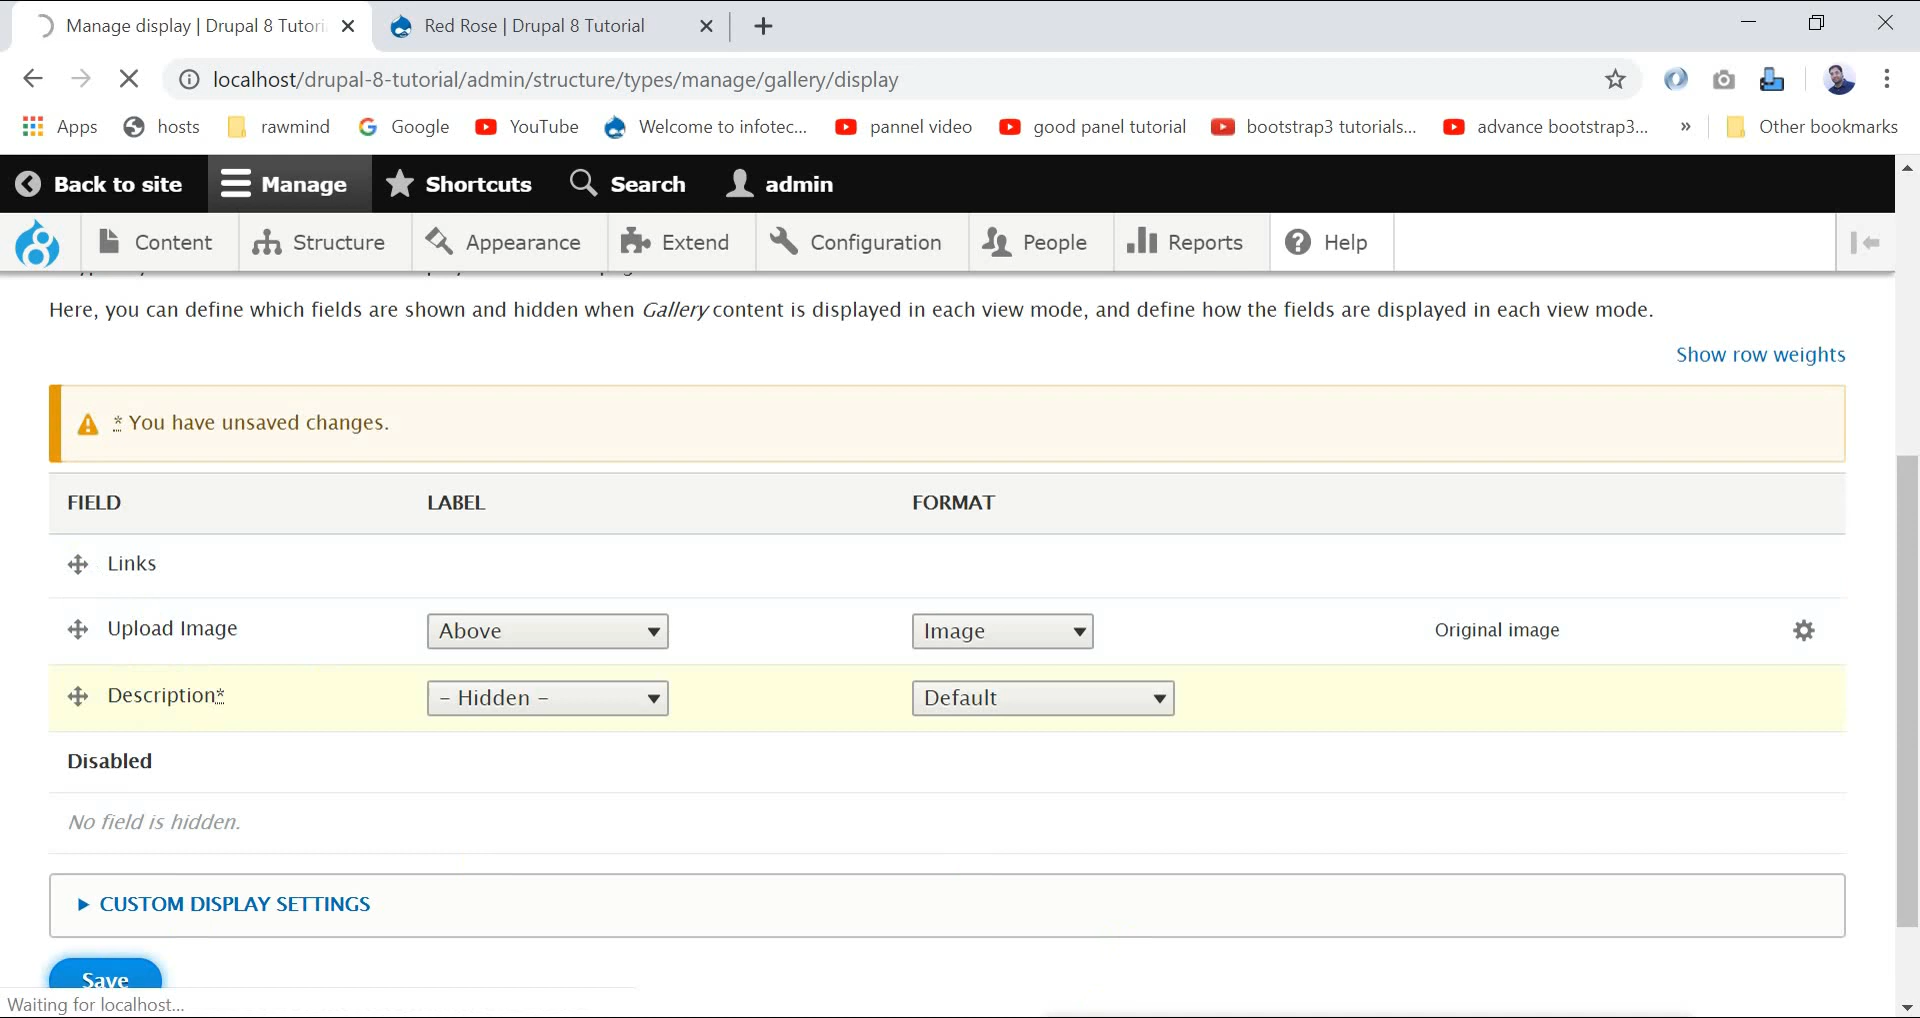 Manage display | Drupal 8 Tutori
Red Rose | Drupal 8 Tutorial
localhost/drupal-8-tutorial/admin/structure/types/manage/gallery/display
Apps hosts rawmind Google YouTube Welcome to infotec... pannel video good panel tutorial bootstrap3 tutorials... advance bootstrap3... » Other bookmarks
Back to site Manage Shortcuts Search admin
Content Structure Appearance Extend Configuration People Reports Help
Here, you can define which fields are shown and hidden when Gallery content is displayed in each view mode, and define how the fields are displayed in each view mode.
Show row weights
* You have unsaved changes.
FIELD LABEL FORMAT
Links
Upload Image Above Image Original image
Description* - Hidden - Default
Disabled
No field is hidden.
CUSTOM DISPLAY SETTINGS
Save
Waiting for localhost...